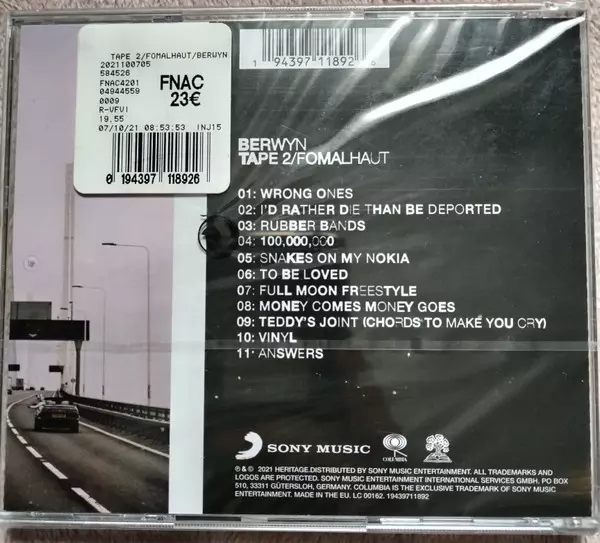 TAPE 2/FOMALHAUT/BERWYN
2021100705
584526
FNAC4201
04944559
0009
R-VFVI
19,55
FNAC
23€
07/10/21 08:53:53 INJ15
0 194397 118926
1 94397 11892 6
BERWYN
TAPE 2/FOMALHAUT
01: WRONG ONES
02: I'D RATHER DIE THAN BE DEPORTED
03: RUBBER BANDS
04: 100,000,000
05: SNAKES ON MY NOKIA
06: TO BE LOVED
07: FULL MOON FREESTYLE
08: MONEY COMES MONEY GOES
09: TEDDY'S JOINT (CHORDS TO MAKE YOU CRY)
10: VINYL
11: ANSWERS
SONY MUSIC
COLUMBIA
℗ & © 2021 HERITAGE.DISTRIBUTED BY SONY MUSIC ENTERTAINMENT. ALL TRADEMARKS AND
LOGOS ARE PROTECTED. SONY MUSIC ENTERTAINMENT INTERNATIONAL SERVICES GMBH, PO BOX
510, 33311 GÜTERSLOH, GERMANY. COLUMBIA IS THE EXCLUSIVE TRADEMARK OF SONY MUSIC
ENTERTAINMENT. MADE IN THE EU. LC 00162. 19439711892